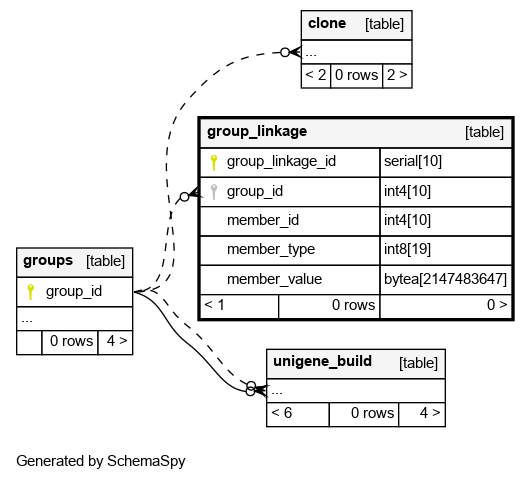 clone [table]
...
< 2 0 rows 2 >
group_linkage [table]
group_linkage_id serial[10]
group_id int4[10]
member_id int4[10]
member_type int8[19]
member_value bytea[2147483647]
< 1 0 rows 0 >
groups [table]
group_id
...
0 rows 4 >
unigene_build [table]
...
< 6 0 rows 4 >
Generated by SchemaSpy